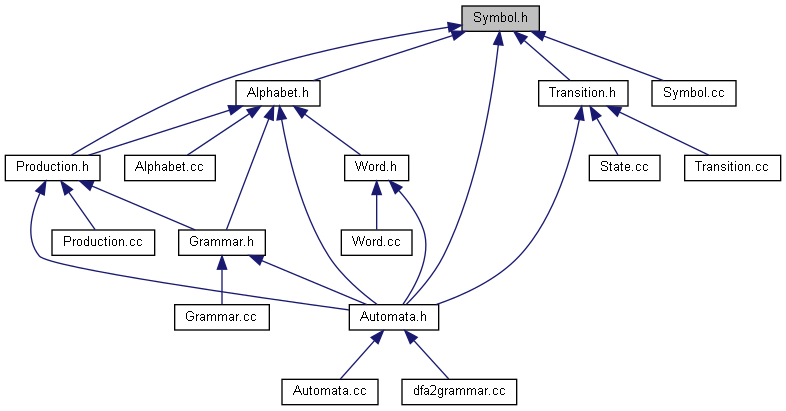 Symbol.h
Alphabet.h
Transition.h
Symbol.cc
Production.h
Alphabet.cc
Word.h
State.cc
Transition.cc
Production.cc
Grammar.h
Word.cc
Grammar.cc
Automata.h
Automata.cc
dfa2grammar.cc